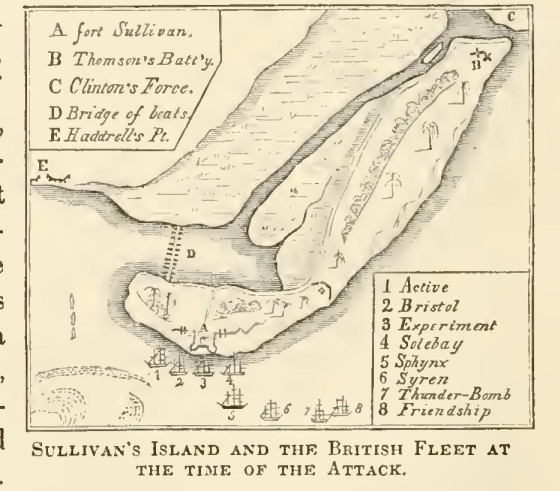 A fort Sullivan.
B Thomson's Batt'y.
C Clinton's Force.
D Bridge of boats.
E Haddrell's Pt.
C
B
E
D
A
1 2 3 4
5 6 7 8
1 Active
2 Bristol
3 Experiment
4 Solebay
5 Sphynx
6 Syren
7 Thunder-Bomb
8 Friendship
SULLIVAN'S ISLAND AND THE BRITISH FLEET AT
THE TIME OF THE ATTACK.